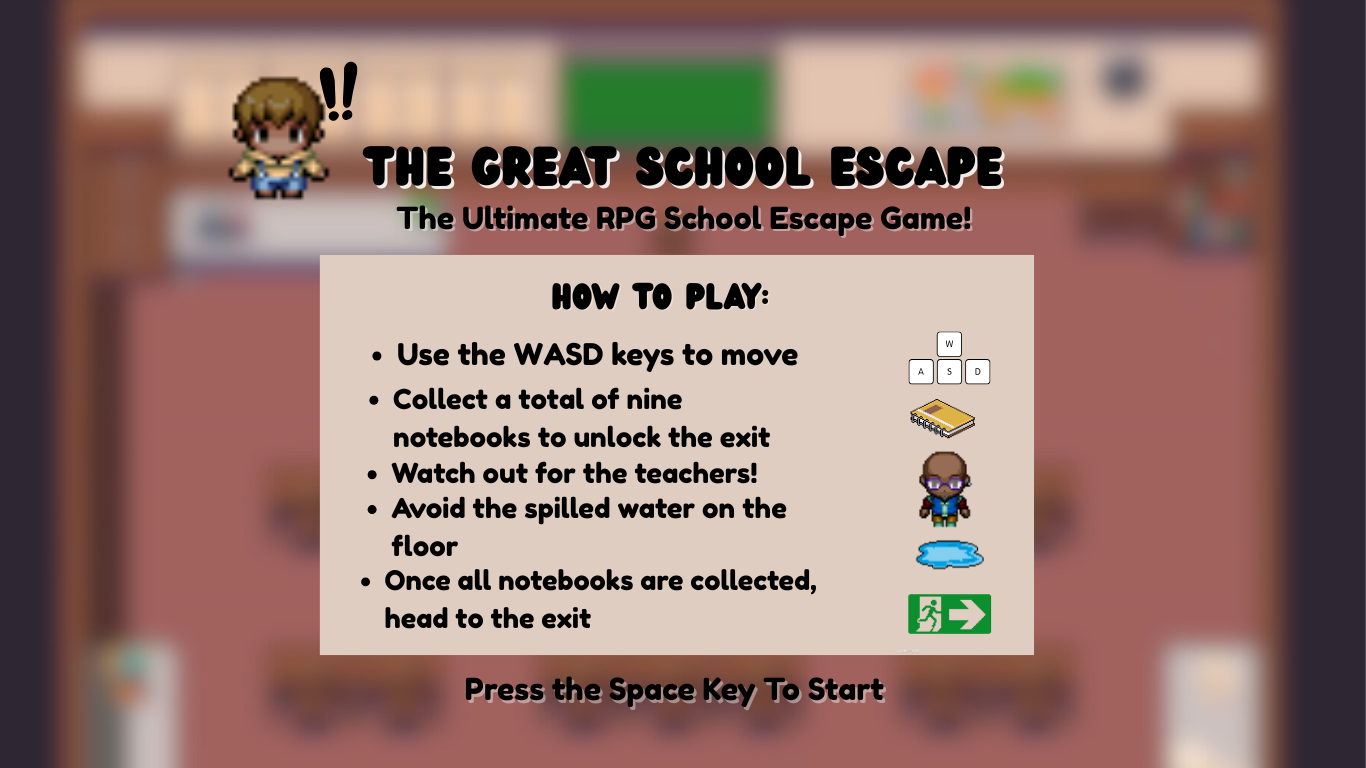 !!
THE GREAT SCHOOL ESCAPE
The Ultimate RPG School Escape Game!
HOW TO PLAY:
• Use the WASD keys to move
W
A S D
• Collect a total of nine
notebooks to unlock the exit
• Watch out for the teachers!
• Avoid the spilled water on the
floor
• Once all notebooks are collected,
head to the exit
Press the Space Key To Start